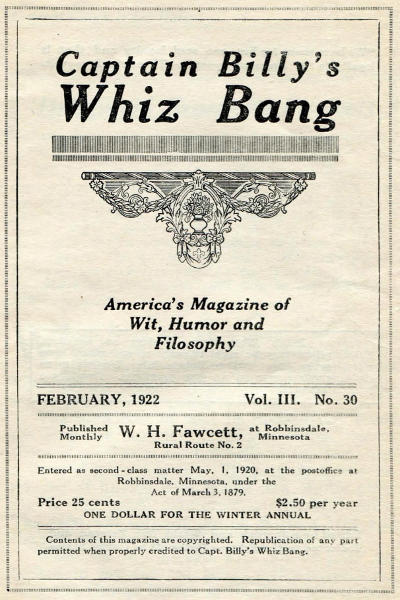 Captain Billy's
Whiz Bang
America's Magazine of
Wit, Humor and
Filosophy
FEBRUARY, 1922 Vol. III. No. 30
Published Monthly W. H. Fawcett, Rural Route No. 2 at Robbinsdale, Minnesota
Entered as second-class matter May, 1, 1920, at the postoffice at
Robbinsdale, Minnesota, under the
Act of March 3, 1879.
Price 25 cents $2.50 per year
ONE DOLLAR FOR THE WINTER ANNUAL
Contents of this magazine are copyrighted. Republication of any part
permitted when properly credited to Capt. Billy's Whiz Bang.